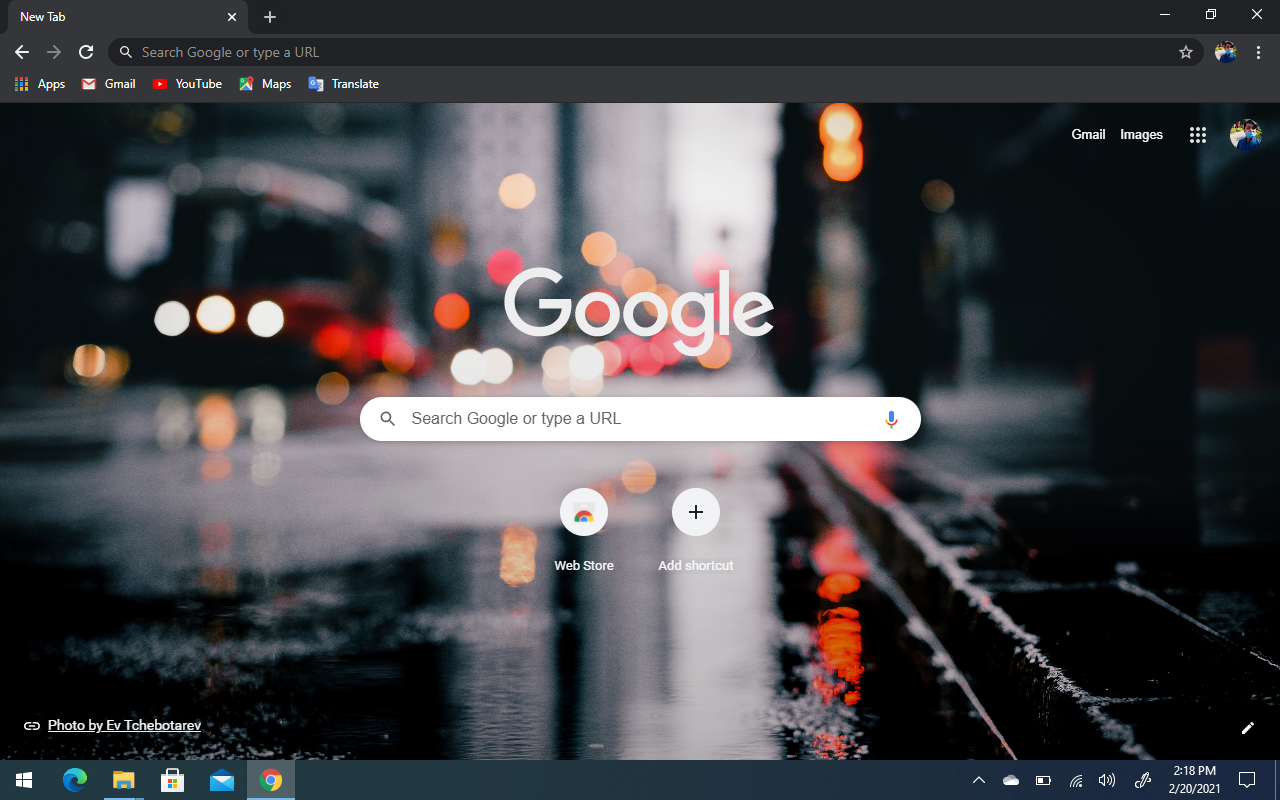 New Tab
Search Google or type a URL
Apps Gmail YouTube Maps Translate
Gmail Images
Google
Search Google or type a URL
Web Store Add shortcut
Photo by Ev Tchebotarev
2:18 PM
2/20/2021